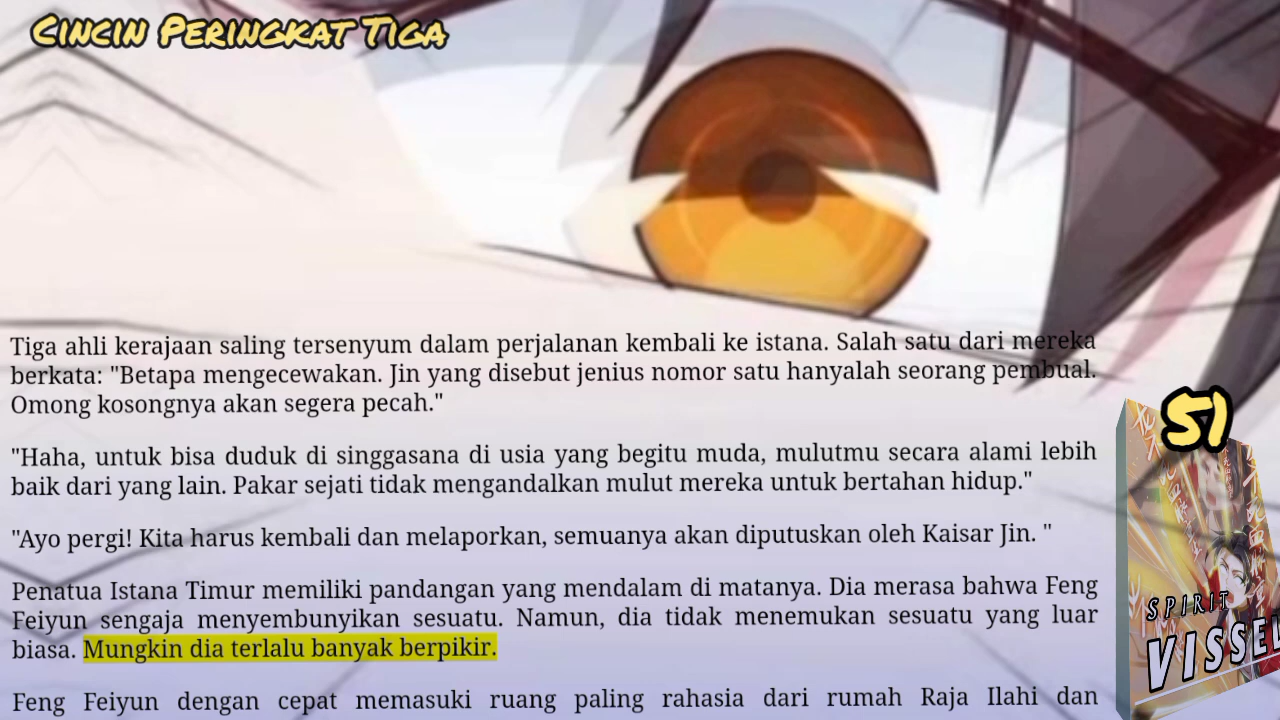 Cincin Peringkat Tiga
Tiga ahli kerajaan saling tersenyum dalam perjalanan kembali ke istana. Salah satu dari mereka
berkata: "Betapa mengecewakan. Jin yang disebut jenius nomor satu hanyalah seorang pembual.
Omong kosongnya akan segera pecah."
"Haha, untuk bisa duduk di singgasana di usia yang begitu muda, mulutmu secara alami lebih
baik dari yang lain. Pakar sejati tidak mengandalkan mulut mereka untuk bertahan hidup."
"Ayo pergi! Kita harus kembali dan melaporkan, semuanya akan diputuskan oleh Kaisar Jin. "
Penatua Istana Timur memiliki pandangan yang mendalam di matanya. Dia merasa bahwa Feng
Feiyun sengaja menyembunyikan sesuatu. Namun, dia tidak menemukan sesuatu yang luar
biasa. Mungkin dia terlalu banyak berpikir.
Feng Feiyun dengan cepat memasuki ruang paling rahasia dari rumah Raja Ilahi dan
51
SPIRIT
VISSEL